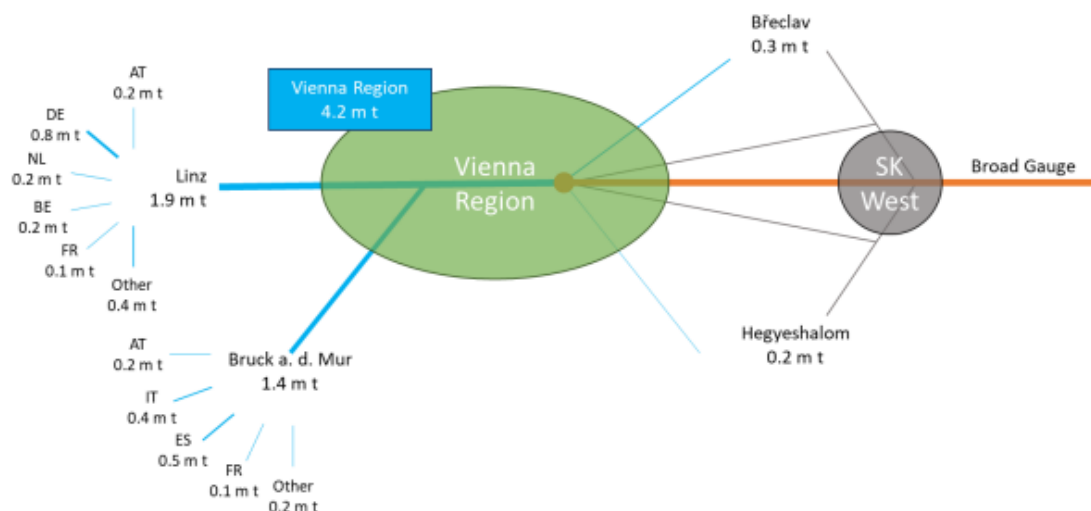 Břeclav
0.3 m t
AT
0.2 m t
Vienna Region
4.2 m t
DE
0.8 m t
NL
0.2 m t
Linz
1.9 m t
Vienna
Region
SK
West
Broad Gauge
BE
0.2 m t
FR
0.1 m t
Other
0.4 m t
Hegyeshalom
0.2 m t
AT
0.2 m t
Bruck a. d. Mur
1.4 m t
IT
0.4 m t
ES
0.5 m t
FR
0.1 m t
Other
0.2 m t